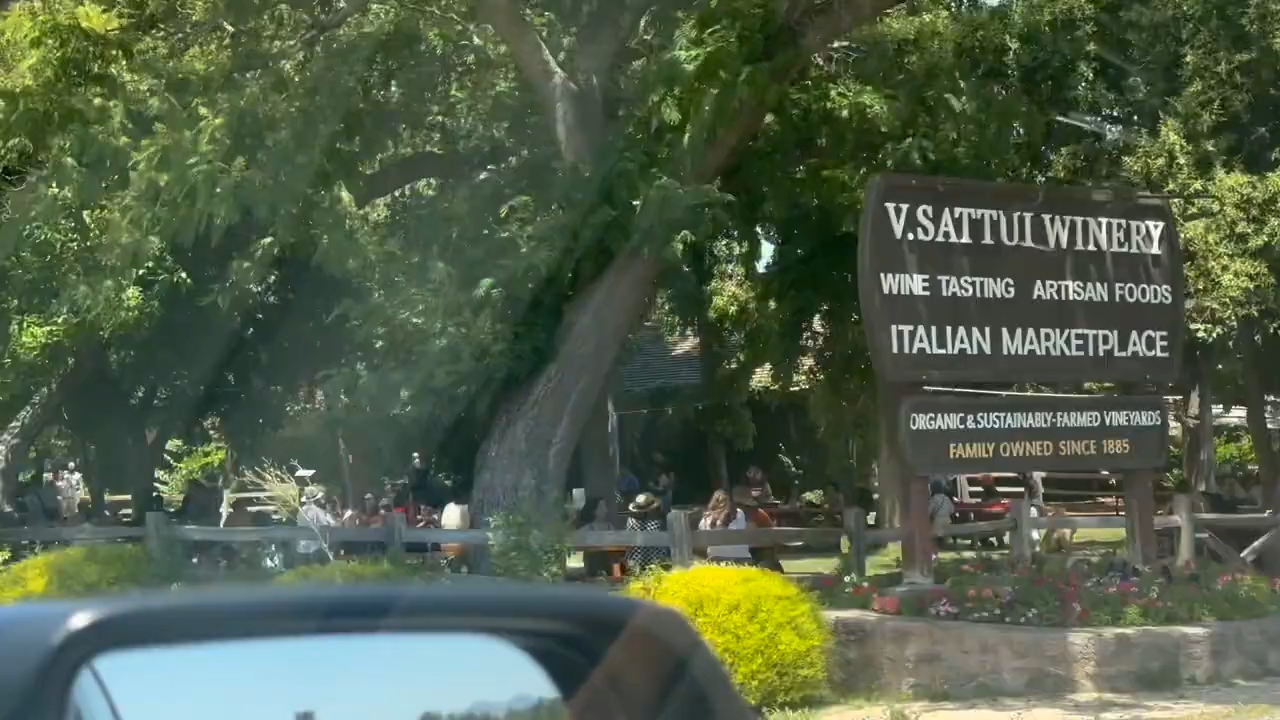 V.SATTUI WINERY
WINE TASTING ARTISAN FOODS
ITALIAN MARKETPLACE
ORGANIC & SUSTAINABLY-FARMED VINEYARDS
FAMILY OWNED SINCE 1885